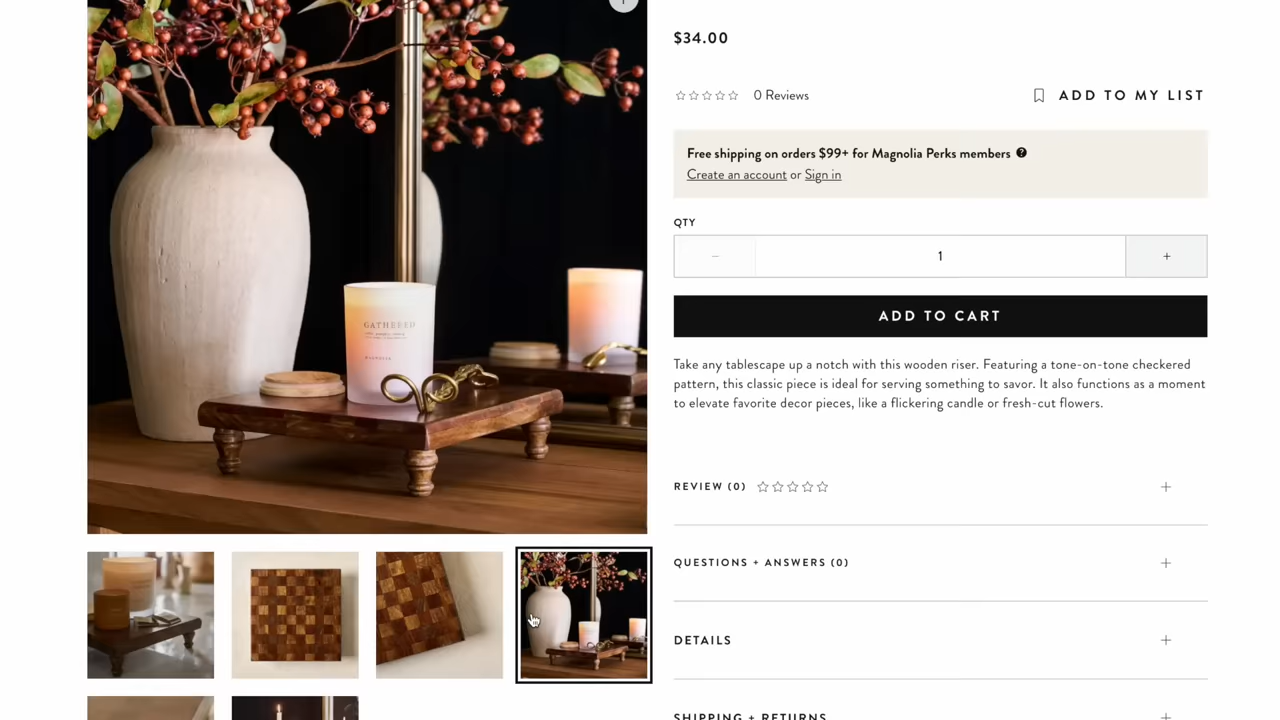 $34.00
0 Reviews
ADD TO MY LIST
Free shipping on orders $99+ for Magnolia Perks members ?
Create an account or Sign in
QTY
− 1 +
ADD TO CART
Take any tablescape up a notch with this wooden riser. Featuring a tone-on-tone checkered
pattern, this classic piece is ideal for serving something to savor. It also functions as a moment
to elevate favorite decor pieces, like a flickering candle or fresh-cut flowers.
REVIEW (0) +
QUESTIONS + ANSWERS (0) +
DETAILS +
SHIPPING + RETURNS +
GATHERED
MAGNOLIA